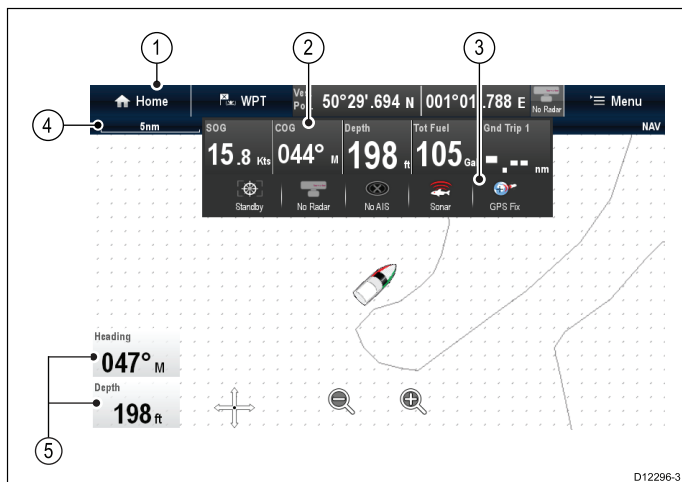 1
2
3
Home
WPT
50°29'.694 N
001°01 .788 E
No Radar
Menu
4
5nm
NAV
SOG
COG
Depth
Tot Fuel
Gnd Trip 1
15.8 Kts
044° M
198 ft
105
-.-- nm
Standby
No Radar
No AIS
Sonar
GPS Fix
Heading
047° M
Depth
198 ft
5
D12296-3